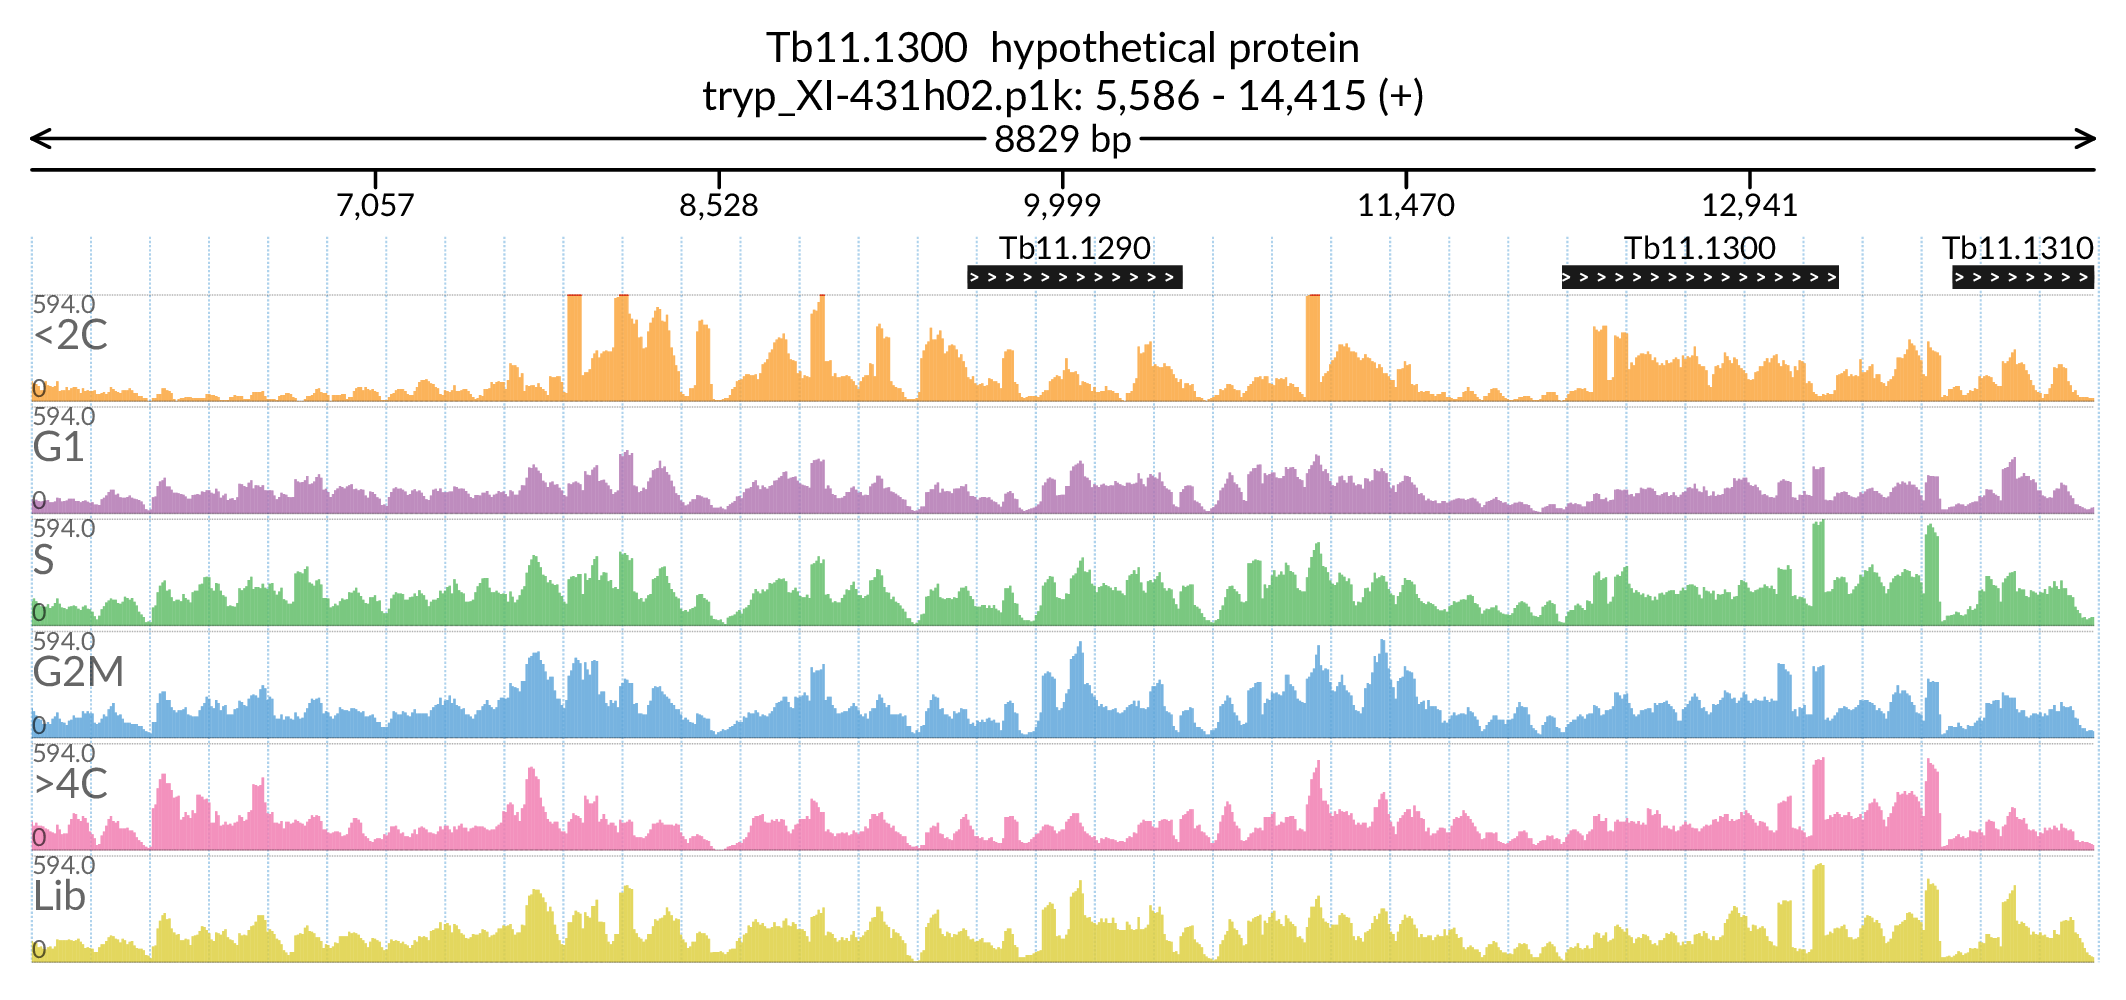 Tb11.1300  hypothetical protein
tryp_XI-431h02.p1k: 5,586 - 14,415 (+)
8829 bp
7,057 8,528 9,999 11,470 12,941
Tb11.1290 Tb11.1300 Tb11.1310
594.0
<2C
0
594.0
G1
0
594.0
S
0
594.0
G2M
0
594.0
>4C
0
594.0
Lib
0